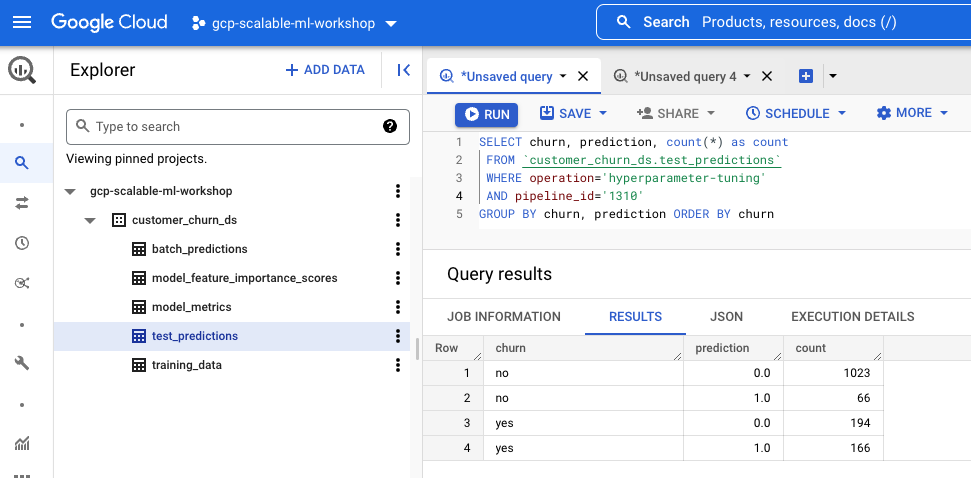 Google Cloud
gcp-scalable-ml-workshop
Search Products, resources, docs (/)
Explorer
+ ADD DATA
Type to search
Viewing pinned projects.
gcp-scalable-ml-workshop
customer_churn_ds
batch_predictions
model_feature_importance_scores
model_metrics
test_predictions
training_data
*Unsaved query
*Unsaved query 4
RUN
SAVE
SHARE
SCHEDULE
MORE
1 SELECT churn, prediction, count(*) as count
2 FROM `customer_churn_ds.test_predictions`
3 WHERE operation='hyperparameter-tuning'
4 AND pipeline_id='1310'
5 GROUP BY churn, prediction ORDER BY churn
Query results
JOB INFORMATION RESULTS JSON EXECUTION DETAILS
Row churn prediction count
1 no 0.0 1023
2 no 1.0 66
3 yes 0.0 194
4 yes 1.0 166